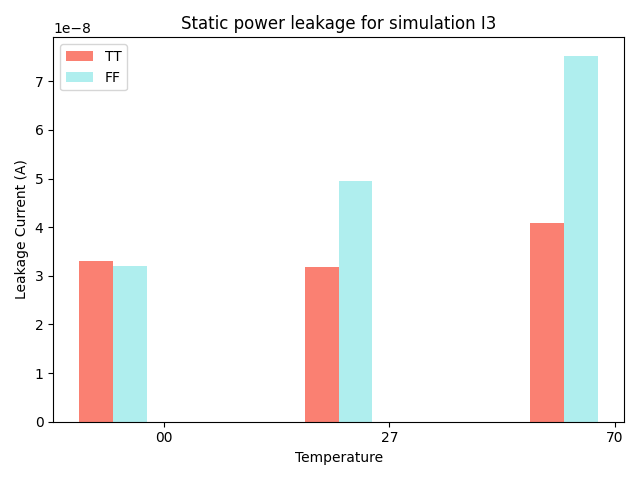 Static power leakage for simulation I3
1e−8
TT
FF
7
6
5
4
3
2
1
0
Leakage Current (A)
00
27
70
Temperature